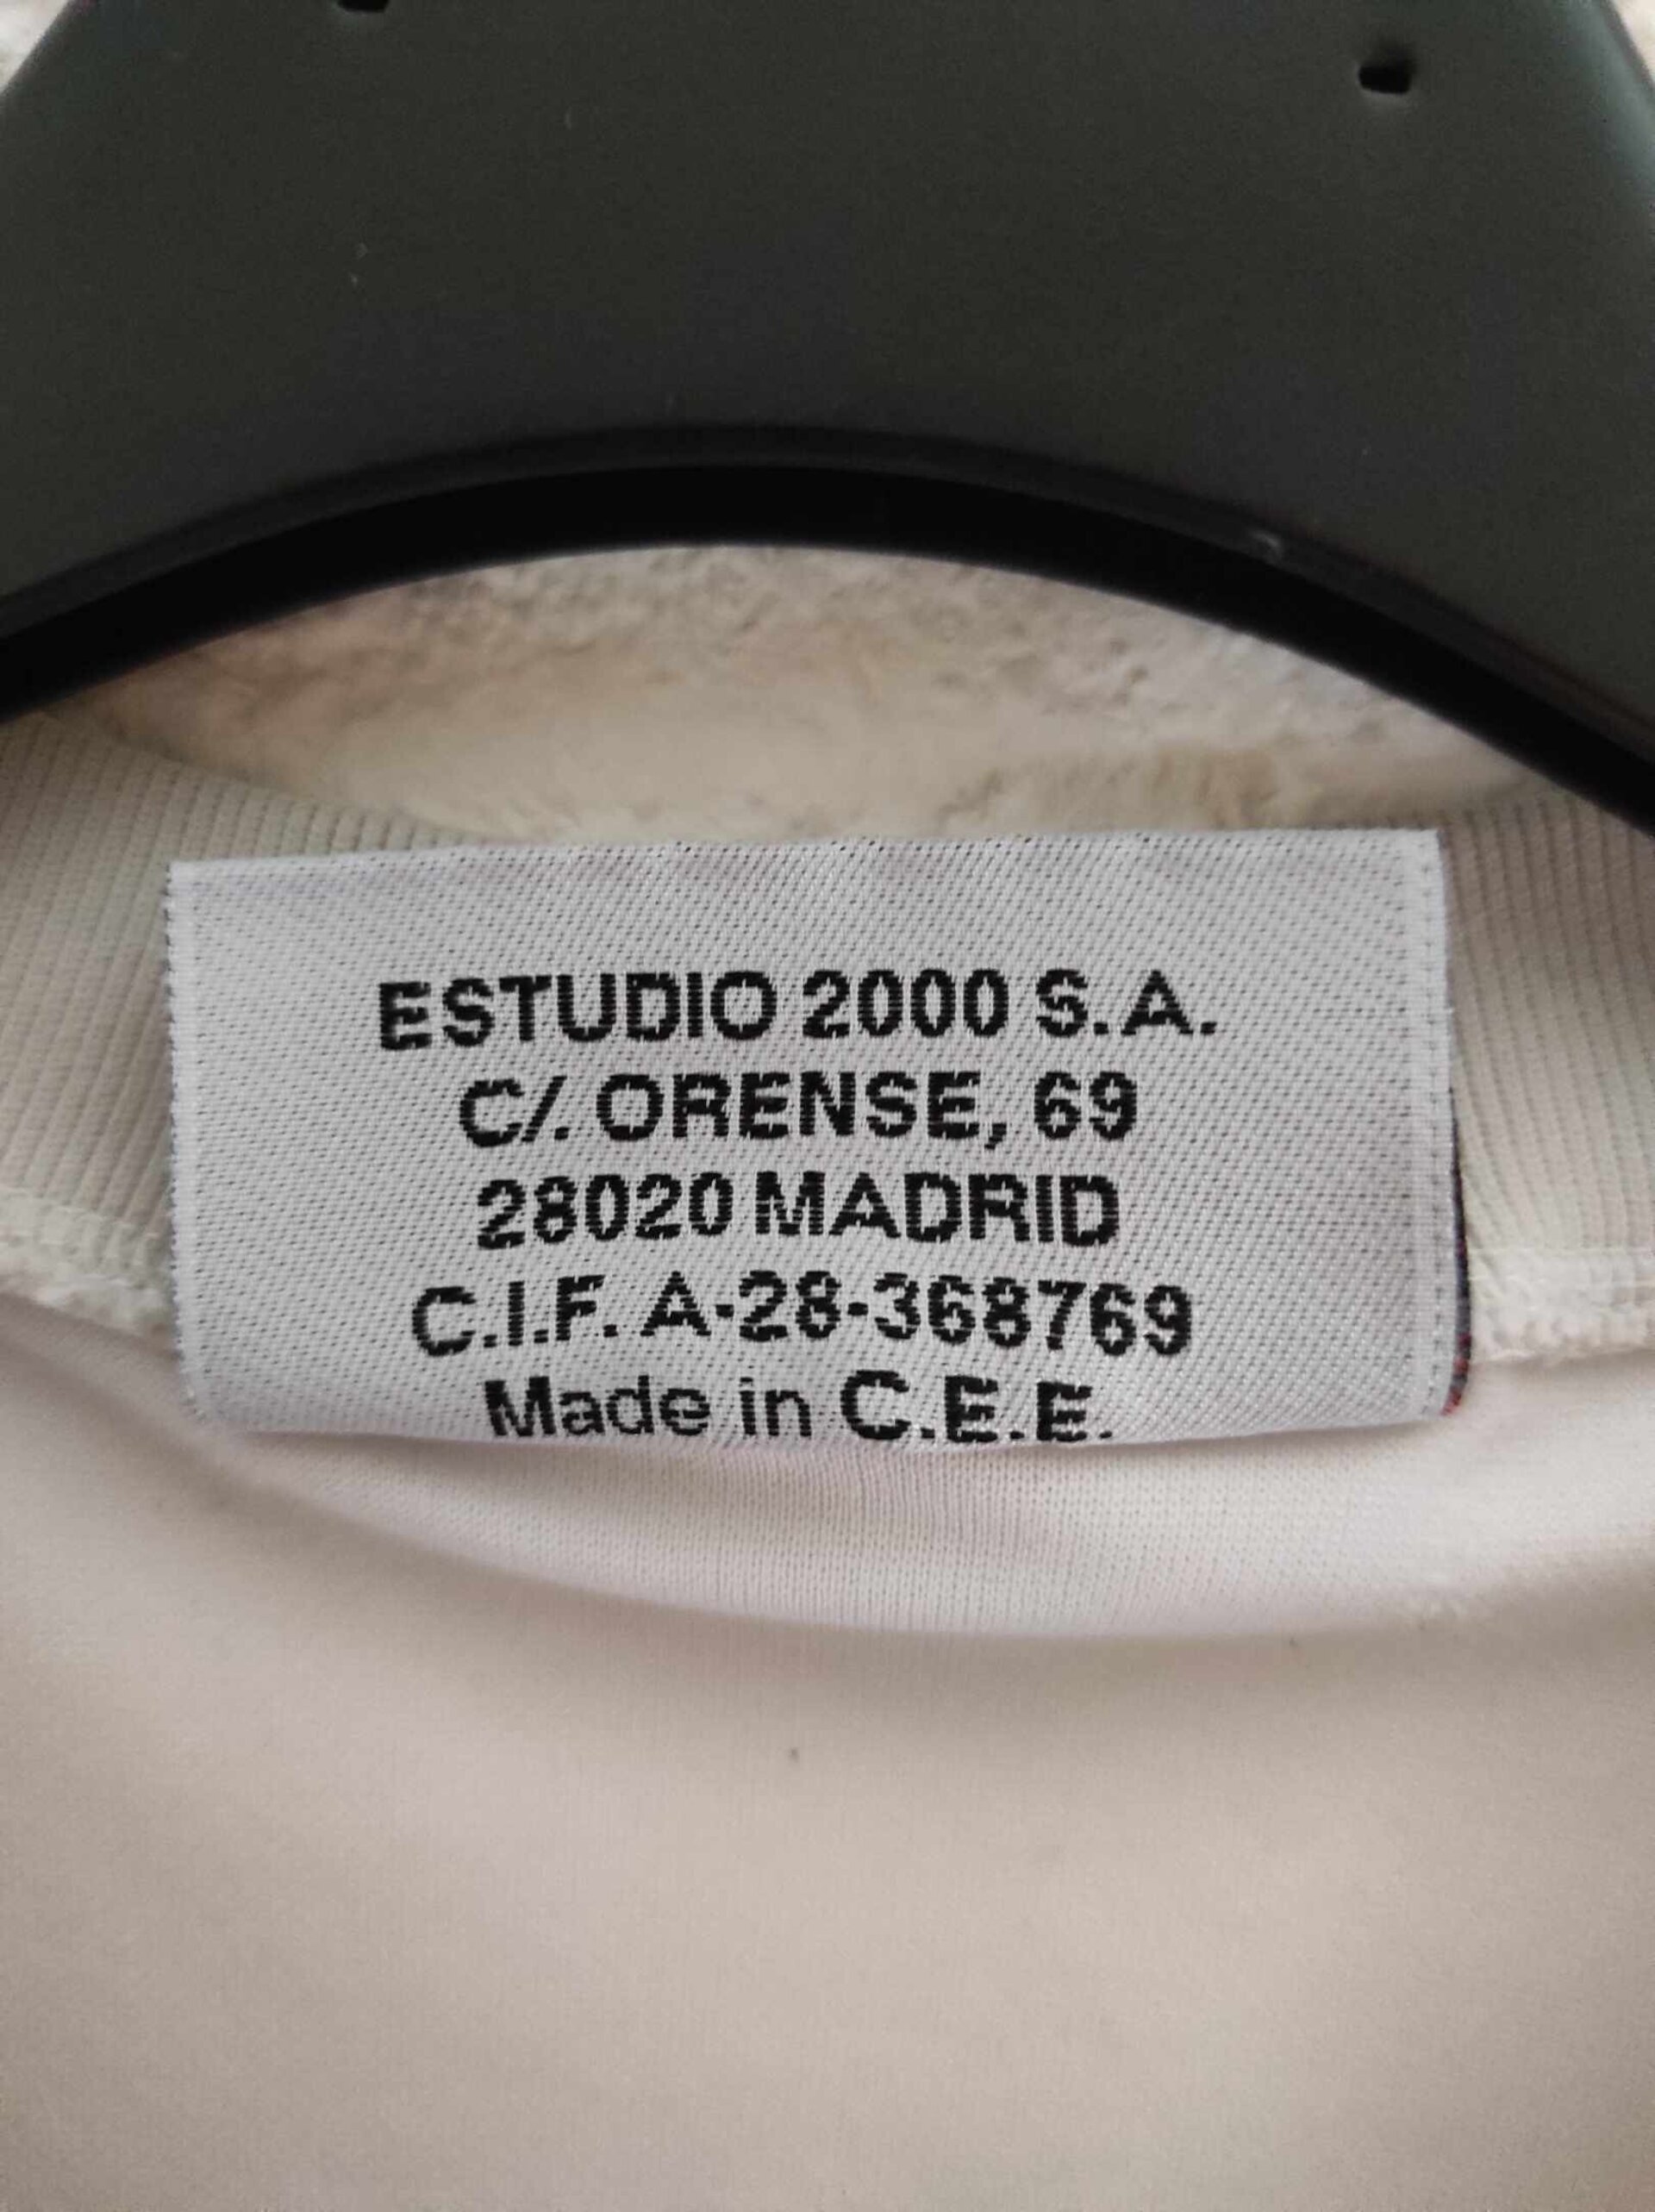 ESTUDIO 2000 S.A.
C/. ORENSE, 69
28020 MADRID
C.I.F. A-28-368769
Made in C.E.E.